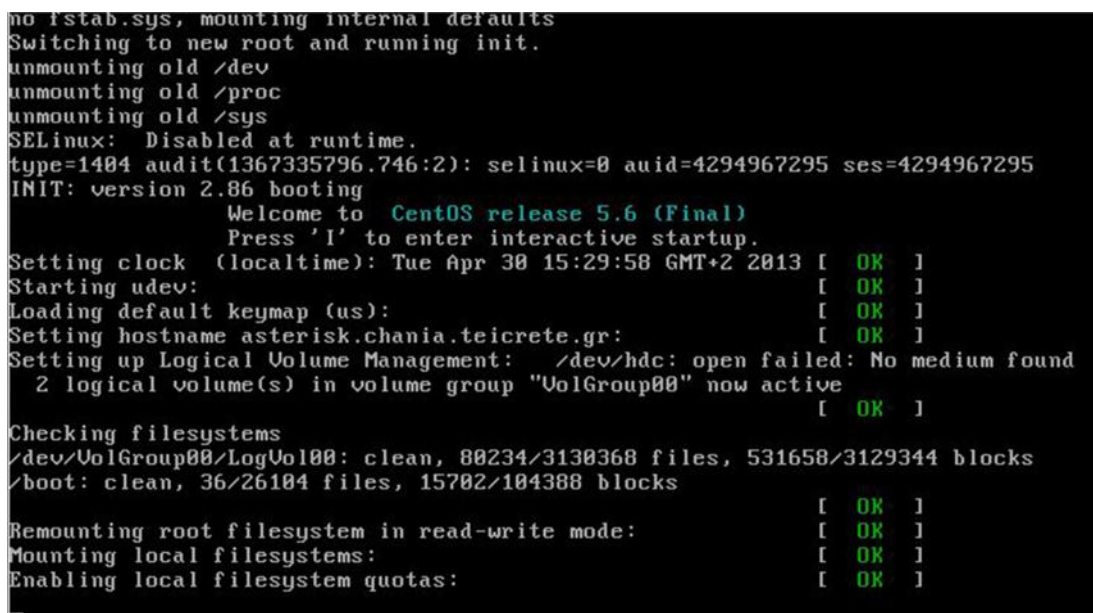 no fstab.sys, mounting internal defaults
Switching to new root and running init.
unmounting old /dev
unmounting old /proc
unmounting old /sys
SELinux:  Disabled at runtime.
type=1404 audit(1367335796.746:2): selinux=0 auid=4294967295 ses=4294967295
INIT: version 2.86 booting
Welcome to  CentOS release 5.6 (Final)
Press 'I' to enter interactive startup.
Setting clock  (localtime): Tue Apr 30 15:29:58 GMT+2 2013 [  OK  ]
Starting udev: [  OK  ]
Loading default keymap (us): [  OK  ]
Setting hostname asterisk.chania.teicrete.gr: [  OK  ]
Setting up Logical Volume Management:   /dev/hdc: open failed: No medium found
2 logical volume(s) in volume group "VolGroup00" now active
[  OK  ]
Checking filesystems
/dev/VolGroup00/LogVol00: clean, 80234/3130368 files, 531658/3129344 blocks
/boot: clean, 36/26104 files, 15702/104388 blocks
[  OK  ]
Remounting root filesystem in read-write mode: [  OK  ]
Mounting local filesystems: [  OK  ]
Enabling local filesystem quotas: [  OK  ]